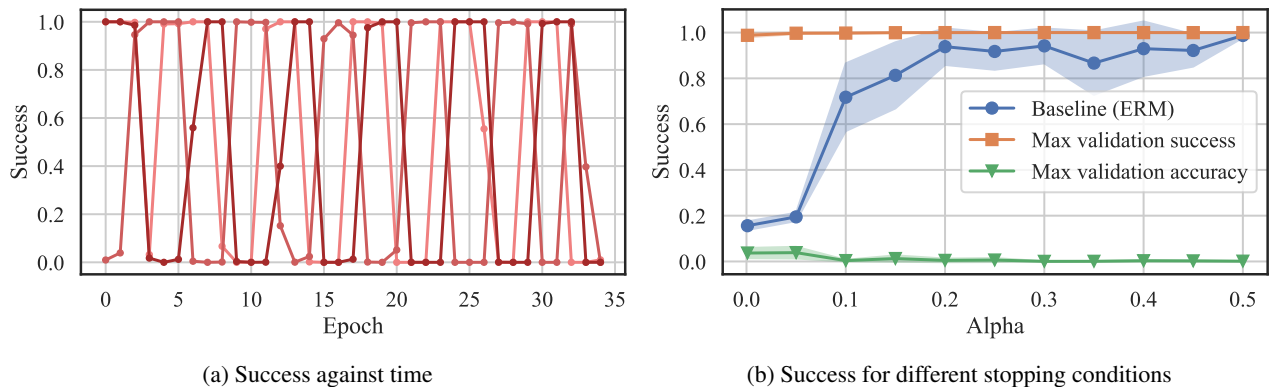 Success
1.0
0.8
0.6
0.4
0.2
0.0
0 5 10 15 20 25 30 35
Epoch
(a) Success against time
Success
1.0
0.8
0.6
0.4
0.2
0.0
Baseline (ERM)
Max validation success
Max validation accuracy
0.0 0.1 0.2 0.3 0.4 0.5
Alpha
(b) Success for different stopping conditions